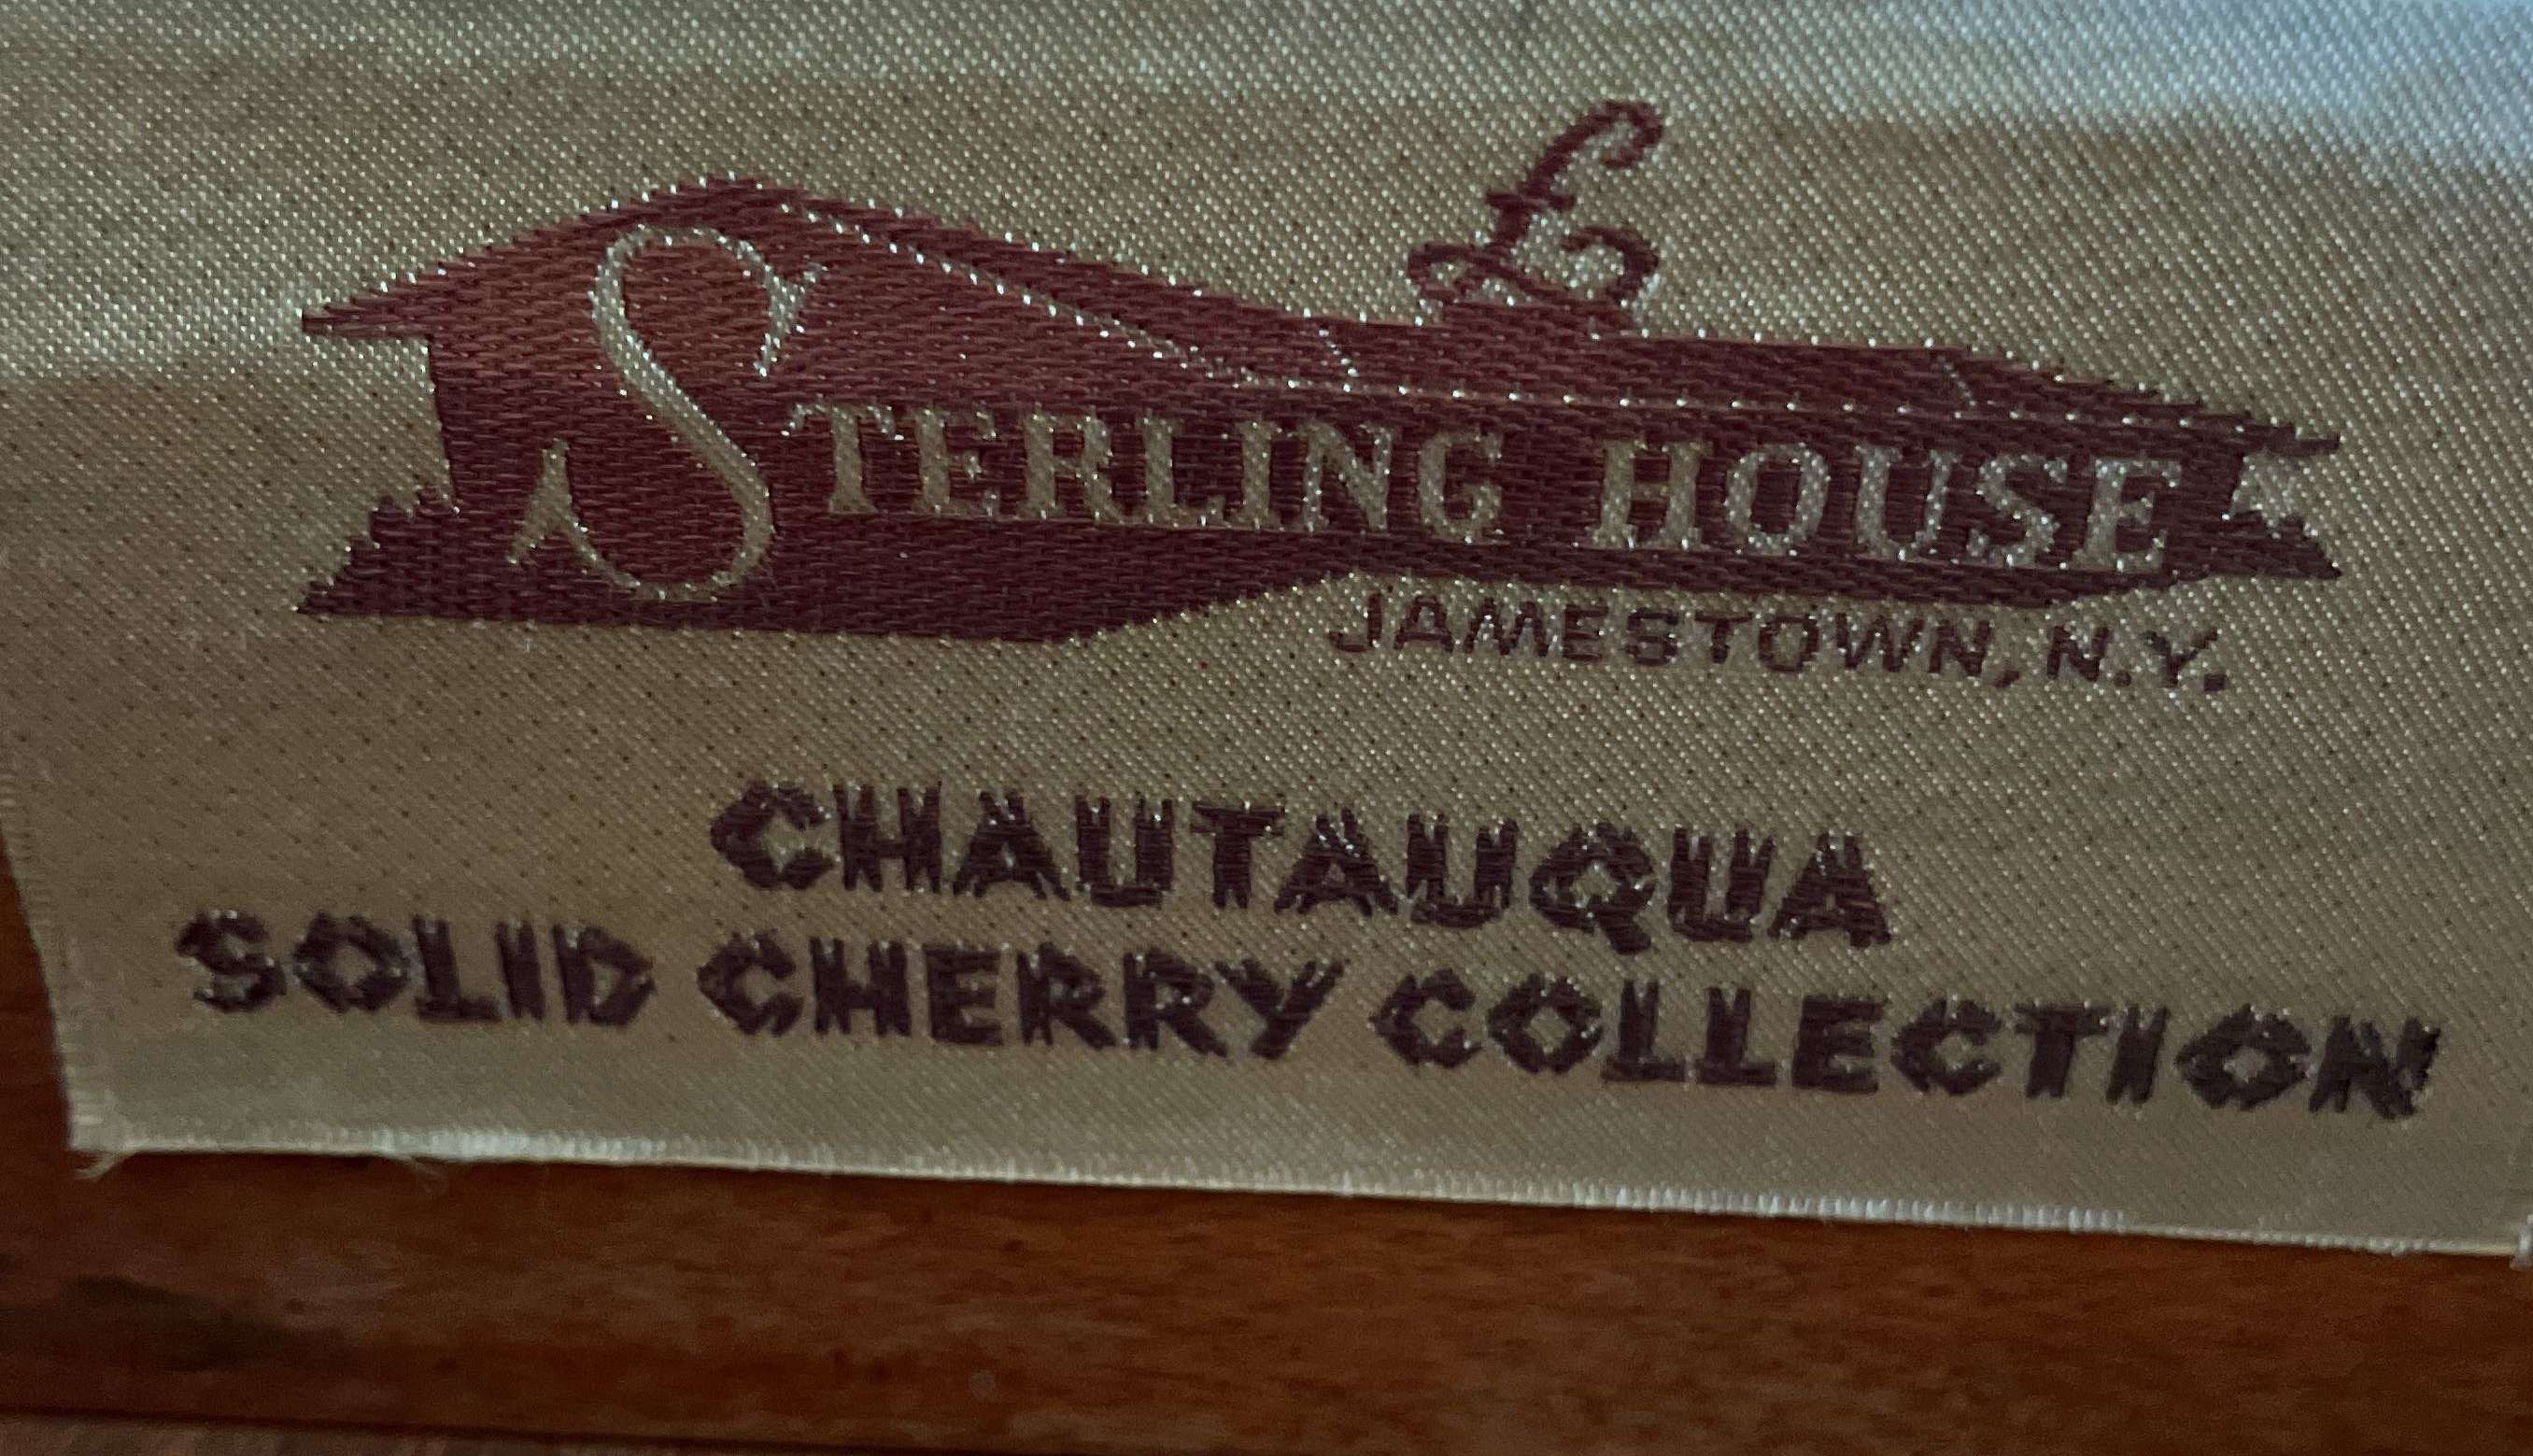 £
STERLING HOUSE
JAMESTOWN, N.Y.
CHAUTAUQUA
SOLID CHERRY COLLECTION